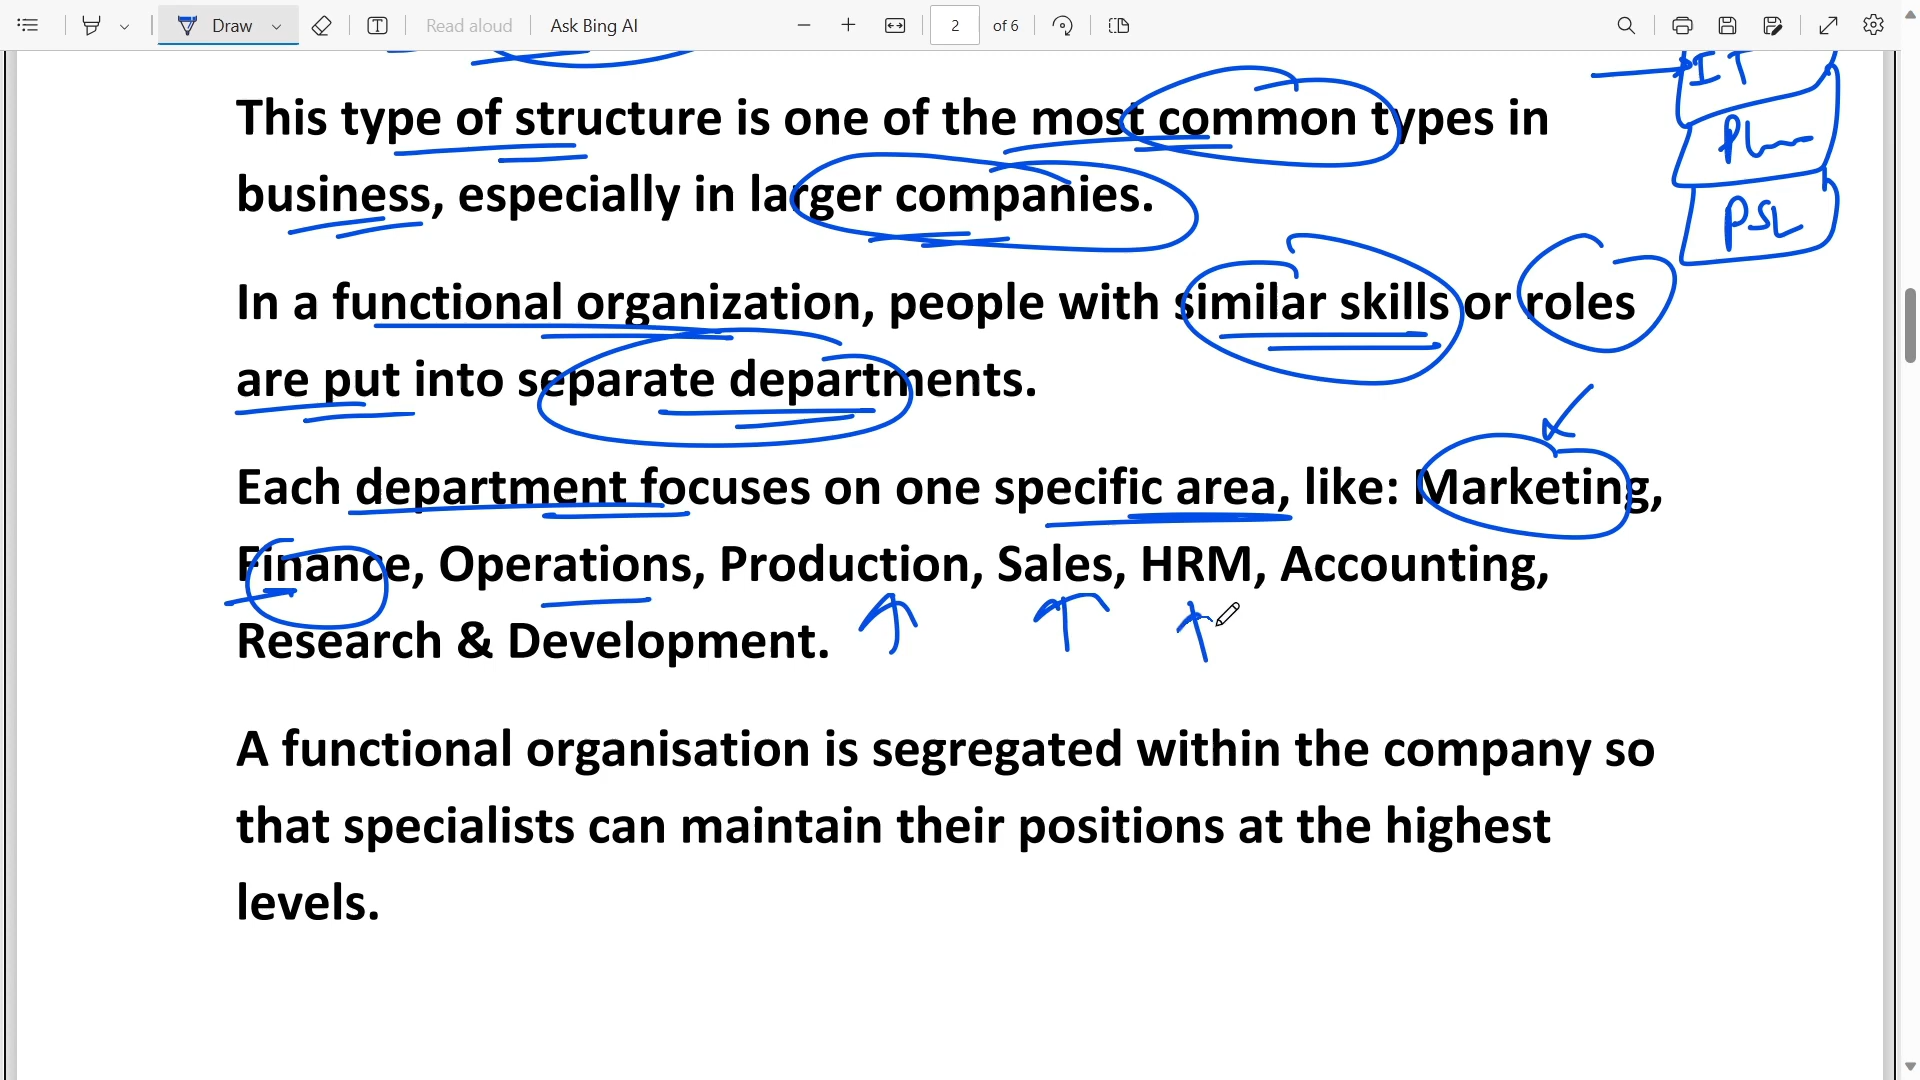 Draw
Read aloud
Ask Bing AI
2 of 6
IT
This type of structure is one of the most common types in
business, especially in larger companies.
PSL
In a functional organization, people with similar skills or roles
are put into separate departments.
Each department focuses on one specific area, like: Marketing,
Finance, Operations, Production, Sales, HRM, Accounting,
Research & Development.
A functional organisation is segregated within the company so
that specialists can maintain their positions at the highest
levels.